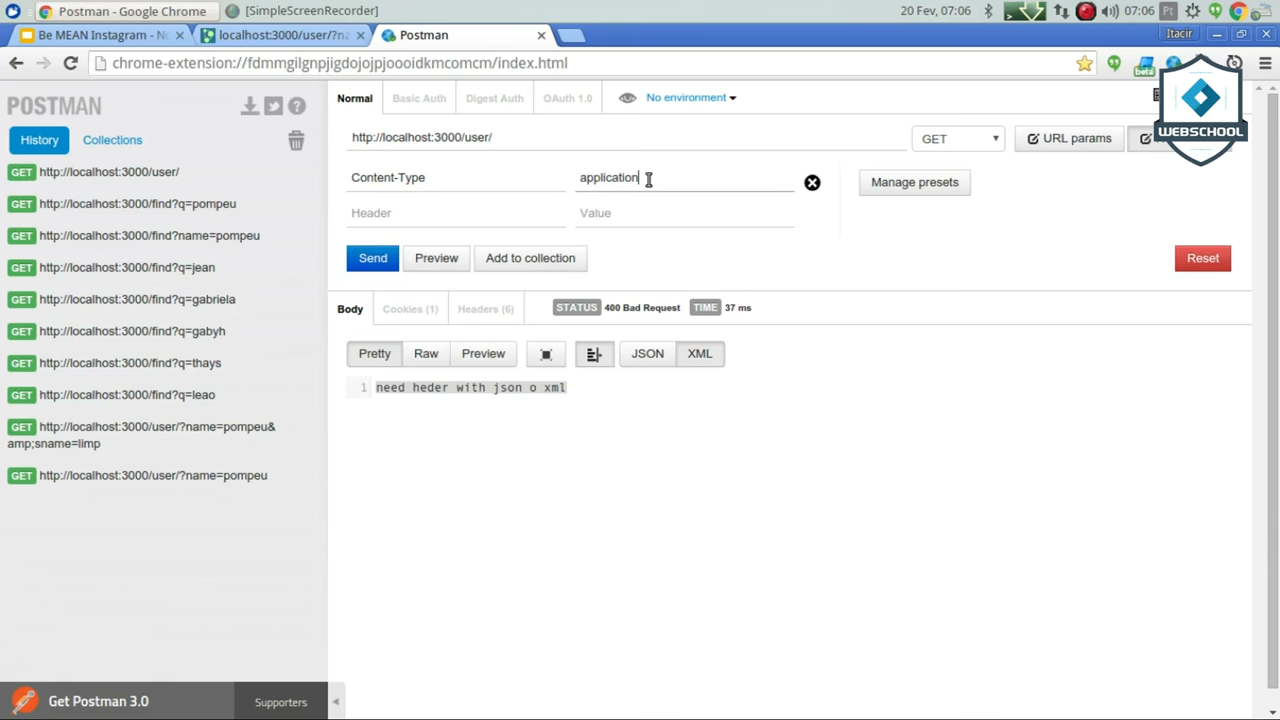 Postman - Google Chrome
[SimpleScreenRecorder]
20 Fev, 07:06
07:06
Pt
Be MEAN Instagram - N
localhost:3000/user/?na
Postman
Itacir
chrome-extension://fdmmgilgnpjigdojojpjoooidkmcomcm/index.html
beta
WEBSCHOOL
POSTMAN
Normal
Basic Auth
Digest Auth
OAuth 1.0
No environment
History
Collections
http://localhost:3000/user/
GET
URL params
GET http://localhost:3000/user/
GET http://localhost:3000/find?q=pompeu
GET http://localhost:3000/find?name=pompeu
GET http://localhost:3000/find?q=jean
GET http://localhost:3000/find?q=gabriela
GET http://localhost:3000/find?q=gabyh
GET http://localhost:3000/find?q=thays
GET http://localhost:3000/find?q=leao
GET http://localhost:3000/user/?name=pompeu&
amp;sname=limp
GET http://localhost:3000/user/?name=pompeu
Content-Type
application
Manage presets
Header
Value
Send
Preview
Add to collection
Reset
Body
Cookies (1)
Headers (6)
STATUS 400 Bad Request
TIME 37 ms
Pretty
Raw
Preview
JSON
XML
1 need heder with json o xml
Get Postman 3.0
Supporters